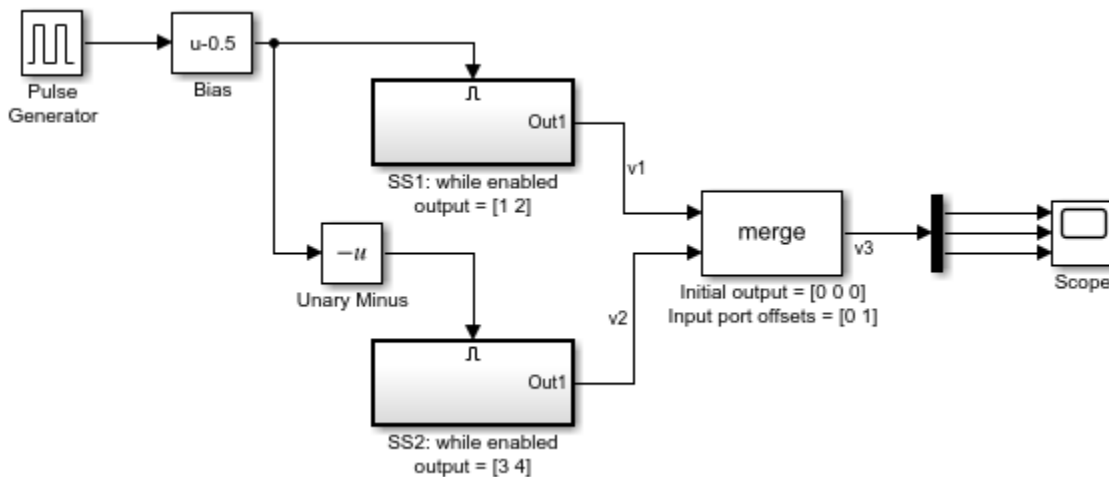 Pulse
Generator
u-0.5
Bias
Out1
SS1: while enabled
output = [1 2]
v1
-u
Unary Minus
Out1
SS2: while enabled
output = [3 4]
v2
merge
Initial output = [0 0 0]
Input port offsets = [0 1]
v3
Scope